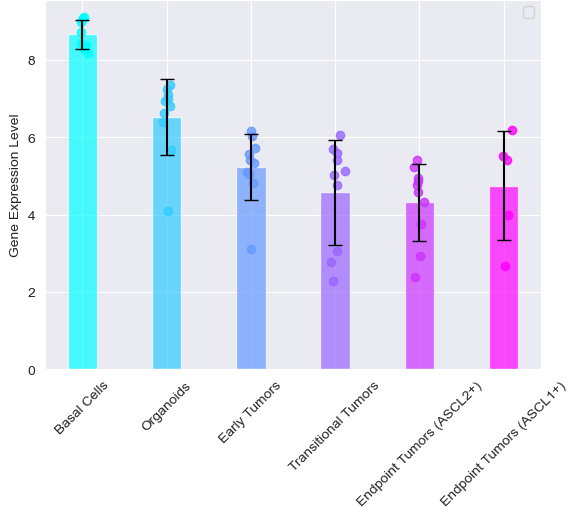 Gene Expression Level
8
6
4
2
0
Basal Cells
Organoids
Early Tumors
Transitional Tumors
Endpoint Tumors (ASCL2+)
Endpoint Tumors (ASCL1+)